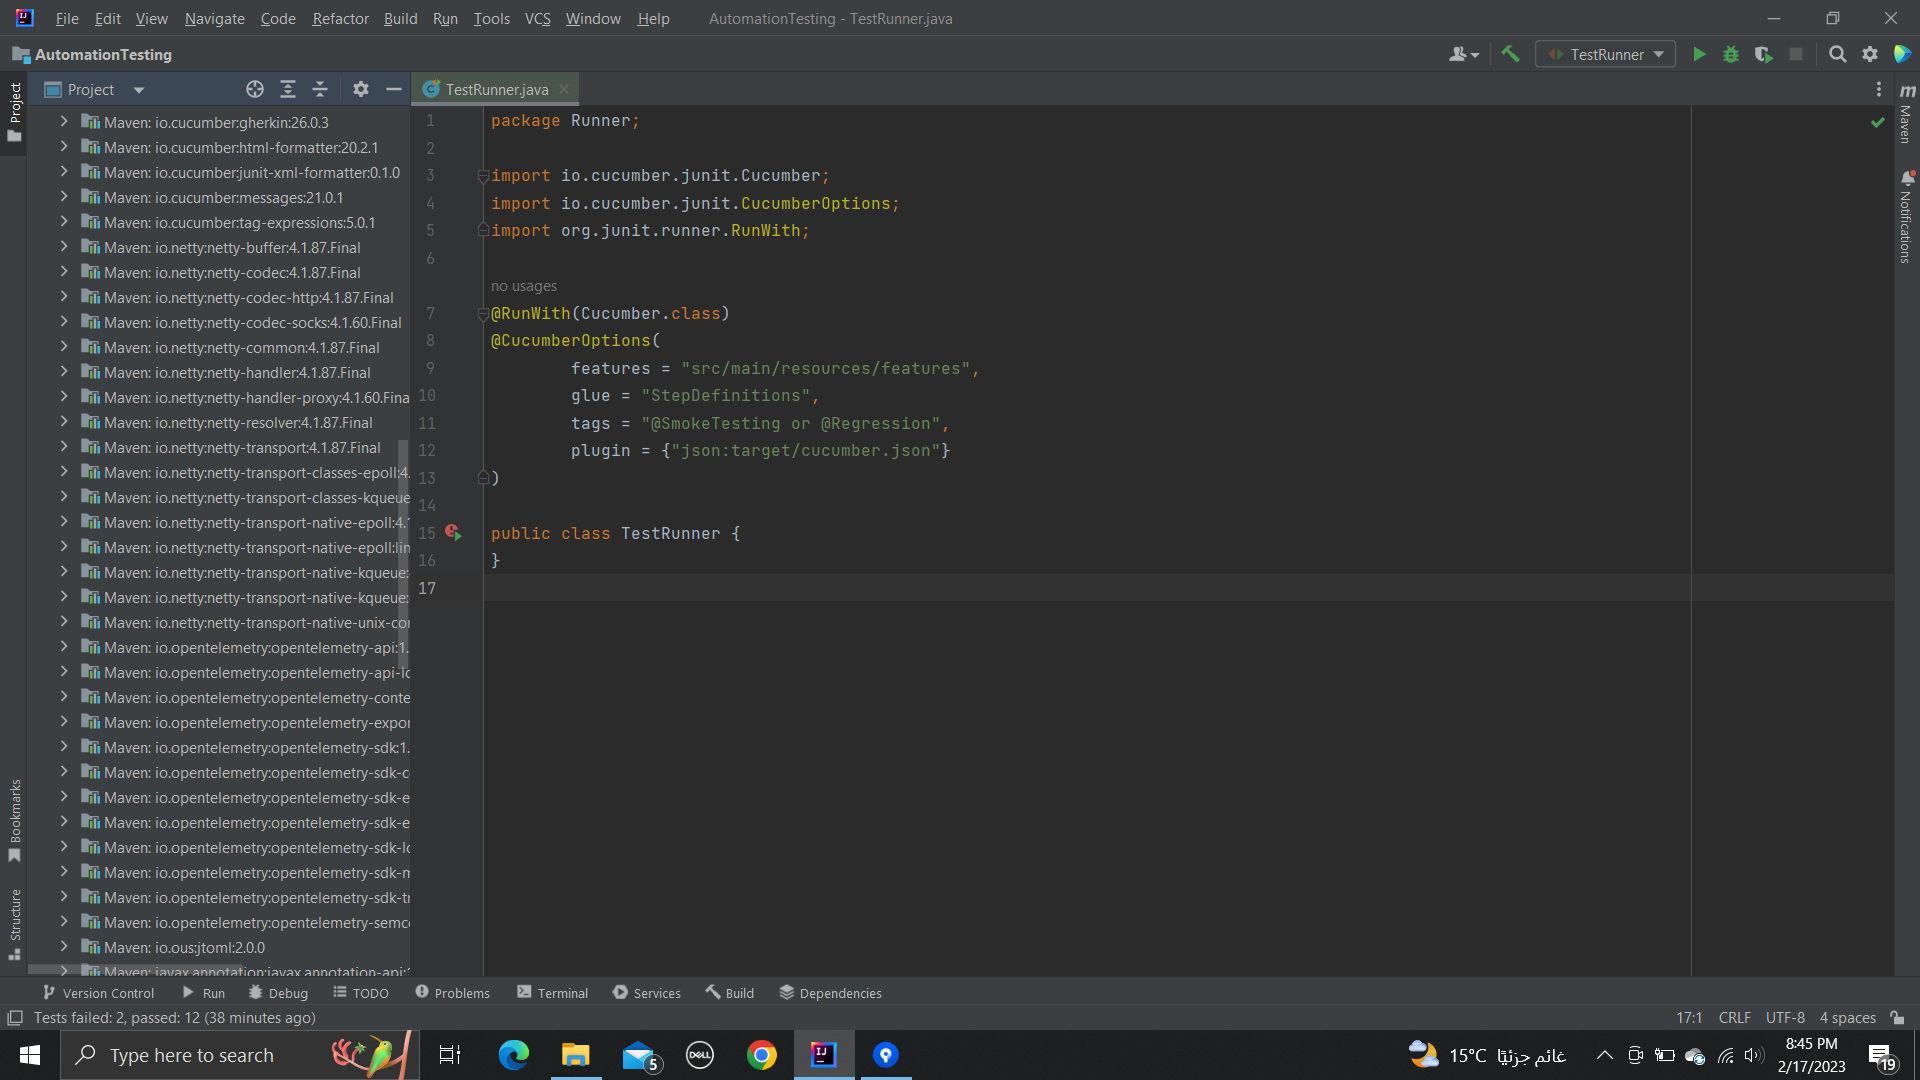 File Edit View Navigate Code Refactor Build Run Tools VCS Window Help AutomationTesting - TestRunner.java
AutomationTesting
TestRunner
Project
TestRunner.java
Project
Maven: io.cucumber:gherkin:26.0.3
Maven: io.cucumber:html-formatter:20.2.1
Maven: io.cucumber:junit-xml-formatter:0.1.0
Maven: io.cucumber:messages:21.0.1
Maven: io.cucumber:tag-expressions:5.0.1
Maven: io.netty:netty-buffer:4.1.87.Final
Maven: io.netty:netty-codec:4.1.87.Final
Maven: io.netty:netty-codec-http:4.1.87.Final
Maven: io.netty:netty-codec-socks:4.1.60.Final
Maven: io.netty:netty-common:4.1.87.Final
Maven: io.netty:netty-handler:4.1.87.Final
Maven: io.netty:netty-handler-proxy:4.1.60.Fina
Maven: io.netty:netty-resolver:4.1.87.Final
Maven: io.netty:netty-transport:4.1.87.Final
Maven: io.netty:netty-transport-classes-epoll:4.
Maven: io.netty:netty-transport-classes-kqueue
Maven: io.netty:netty-transport-native-epoll:4.1
Maven: io.netty:netty-transport-native-epoll:lin
Maven: io.netty:netty-transport-native-kqueue:
Maven: io.netty:netty-transport-native-kqueue:
Maven: io.netty:netty-transport-native-unix-co
Maven: io.opentelemetry:opentelemetry-api:1.
Maven: io.opentelemetry:opentelemetry-api-lo
Maven: io.opentelemetry:opentelemetry-conte
Maven: io.opentelemetry:opentelemetry-expor
Maven: io.opentelemetry:opentelemetry-sdk:1.
Maven: io.opentelemetry:opentelemetry-sdk-c
Maven: io.opentelemetry:opentelemetry-sdk-e
Maven: io.opentelemetry:opentelemetry-sdk-e
Maven: io.opentelemetry:opentelemetry-sdk-lo
Maven: io.opentelemetry:opentelemetry-sdk-m
Maven: io.opentelemetry:opentelemetry-sdk-tr
Maven: io.opentelemetry:opentelemetry-semc
Maven: io.ous:jtoml:2.0.0
Maven: javax.annotation:javax.annotation-api:
1 package Runner;
2
3 import io.cucumber.junit.Cucumber;
4 import io.cucumber.junit.CucumberOptions;
5 import org.junit.runner.RunWith;
6
no usages
7 @RunWith(Cucumber.class)
8 @CucumberOptions(
9 features = "src/main/resources/features",
10 glue = "StepDefinitions",
11 tags = "@SmokeTesting or @Regression",
12 plugin = {"json:target/cucumber.json"}
13 )
14
15 public class TestRunner {
16 }
17
Maven
Notifications
Bookmarks
Structure
Version Control Run Debug TODO Problems Terminal Services Build Dependencies
Tests failed: 2, passed: 12 (38 minutes ago) 17:1 CRLF UTF-8 4 spaces
Type here to search
5
DELL
IJ
15°C غائم جزئيًا
8:45 PM
2/17/2023
19